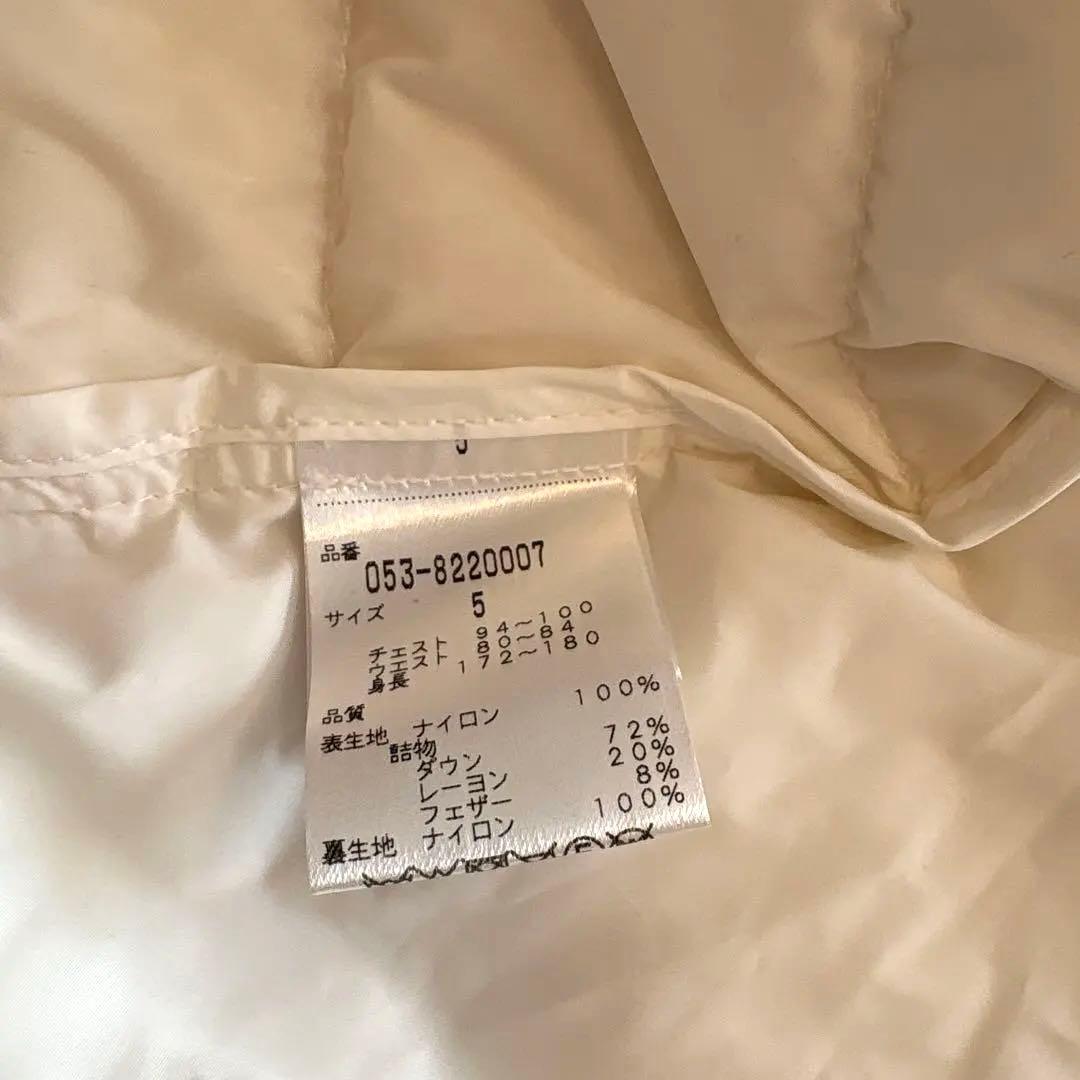 5
品番
053-8220007
サイズ 5
チェスト 94～100
ウエスト 80～84
身長 172～180
品質
表生地 ナイロン 100%
詰物
ダウン 72%
レーヨン 20%
フェザー 8%
裏生地 ナイロン 100%